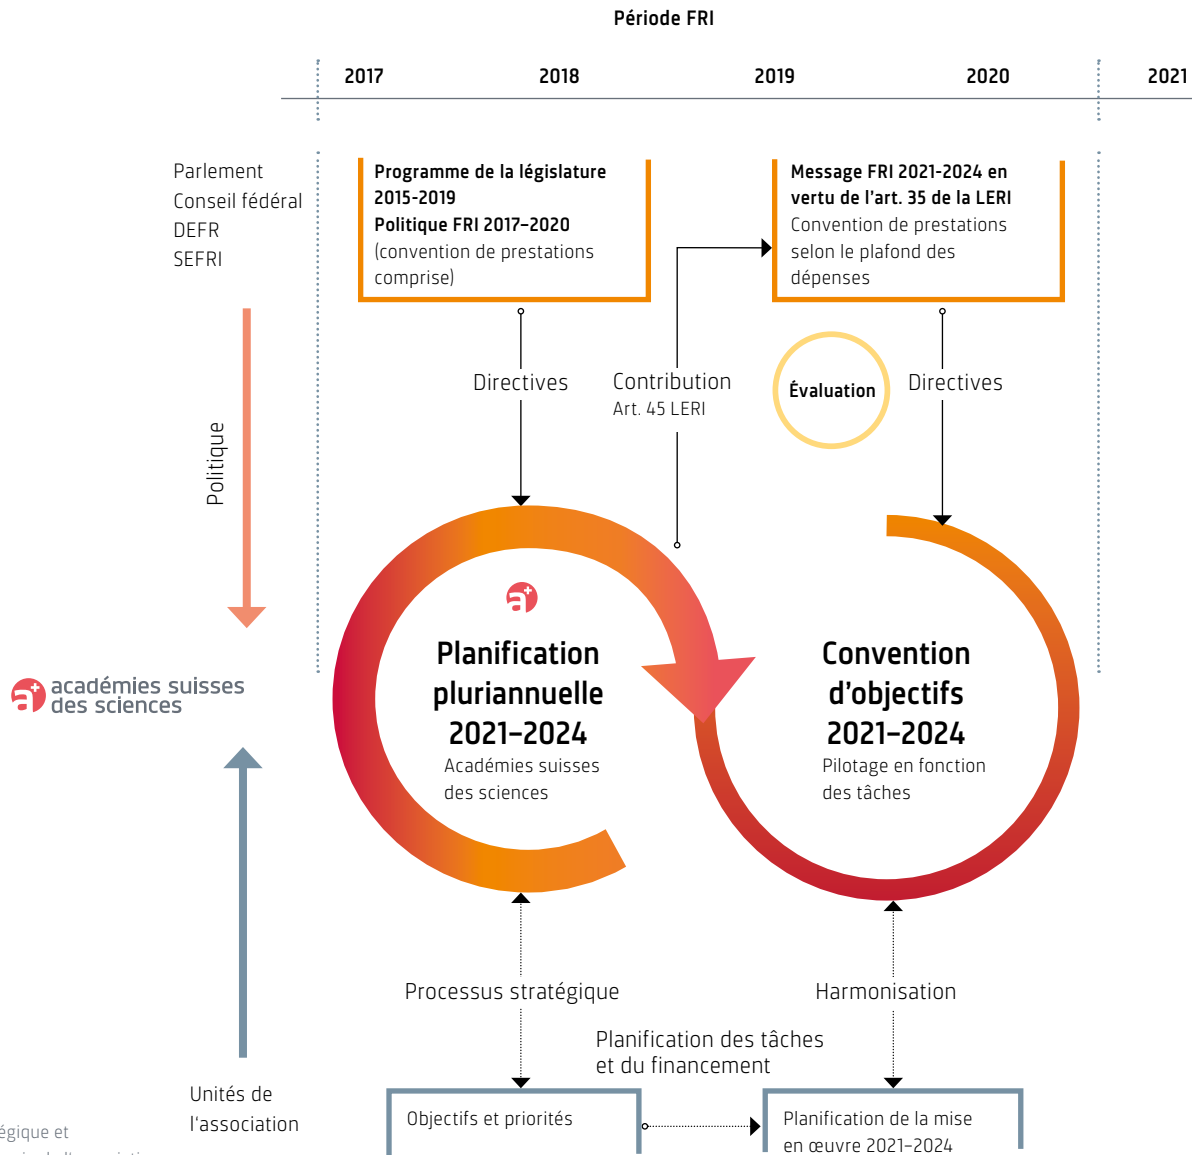 Période FRI
2017 2018 2019 2020 2021
Parlement
Conseil fédéral
DEFR
SEFRI
Programme de la législature
2015-2019
Politique FRI 2017–2020
(convention de prestations
comprise)
Message FRI 2021-2024 en
vertu de l'art. 35 de la LERI
Convention de prestations
selon le plafond des
dépenses
Directives
Contribution
Art. 45 LERI
Évaluation
Directives
Politique
a+
Planification
pluriannuelle
2021–2024
Académies suisses
des sciences
Convention
d'objectifs
2021–2024
Pilotage en fonction
des tâches
a+ académies suisses
des sciences
Processus stratégique
Harmonisation
Planification des tâches
et du financement
Unités de
l'association
Objectifs et priorités
Planification de la mise
en œuvre 2021–2024
égique et